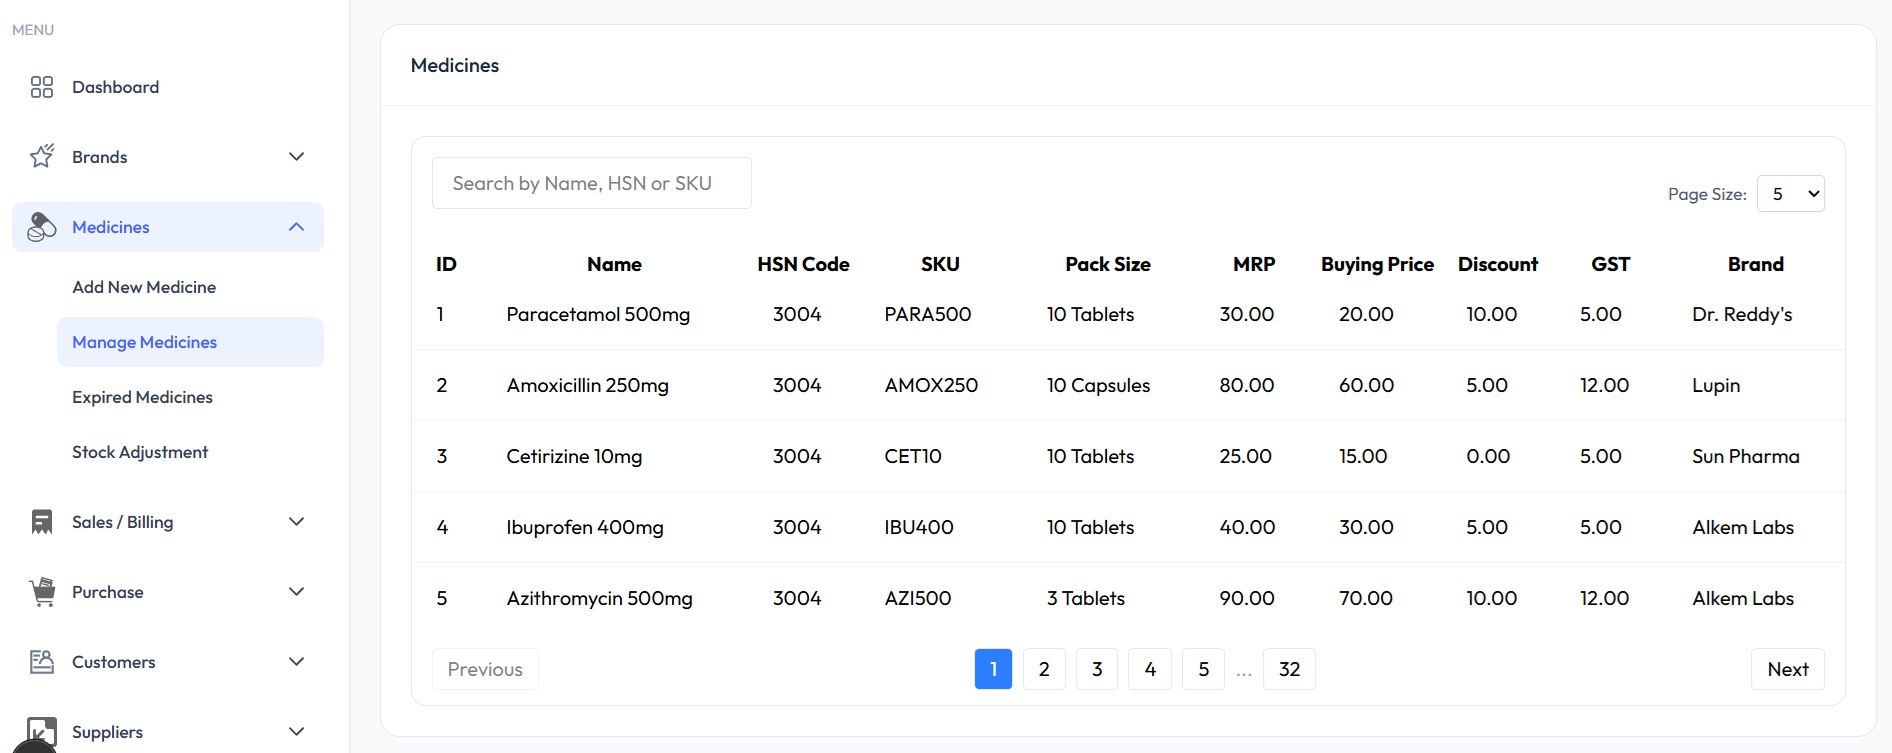 MENU
Dashboard
Brands
Medicines
Add New Medicine
Manage Medicines
Expired Medicines
Stock Adjustment
Sales / Billing
Purchase
Customers
Suppliers
Medicines
Search by Name, HSN or SKU
Page Size: 5
ID Name HSN Code SKU Pack Size MRP Buying Price Discount GST Brand
1 Paracetamol 500mg 3004 PARA500 10 Tablets 30.00 20.00 10.00 5.00 Dr. Reddy's
2 Amoxicillin 250mg 3004 AMOX250 10 Capsules 80.00 60.00 5.00 12.00 Lupin
3 Cetirizine 10mg 3004 CET10 10 Tablets 25.00 15.00 0.00 5.00 Sun Pharma
4 Ibuprofen 400mg 3004 IBU400 10 Tablets 40.00 30.00 5.00 5.00 Alkem Labs
5 Azithromycin 500mg 3004 AZI500 3 Tablets 90.00 70.00 10.00 12.00 Alkem Labs
Previous 1 2 3 4 5 ... 32 Next